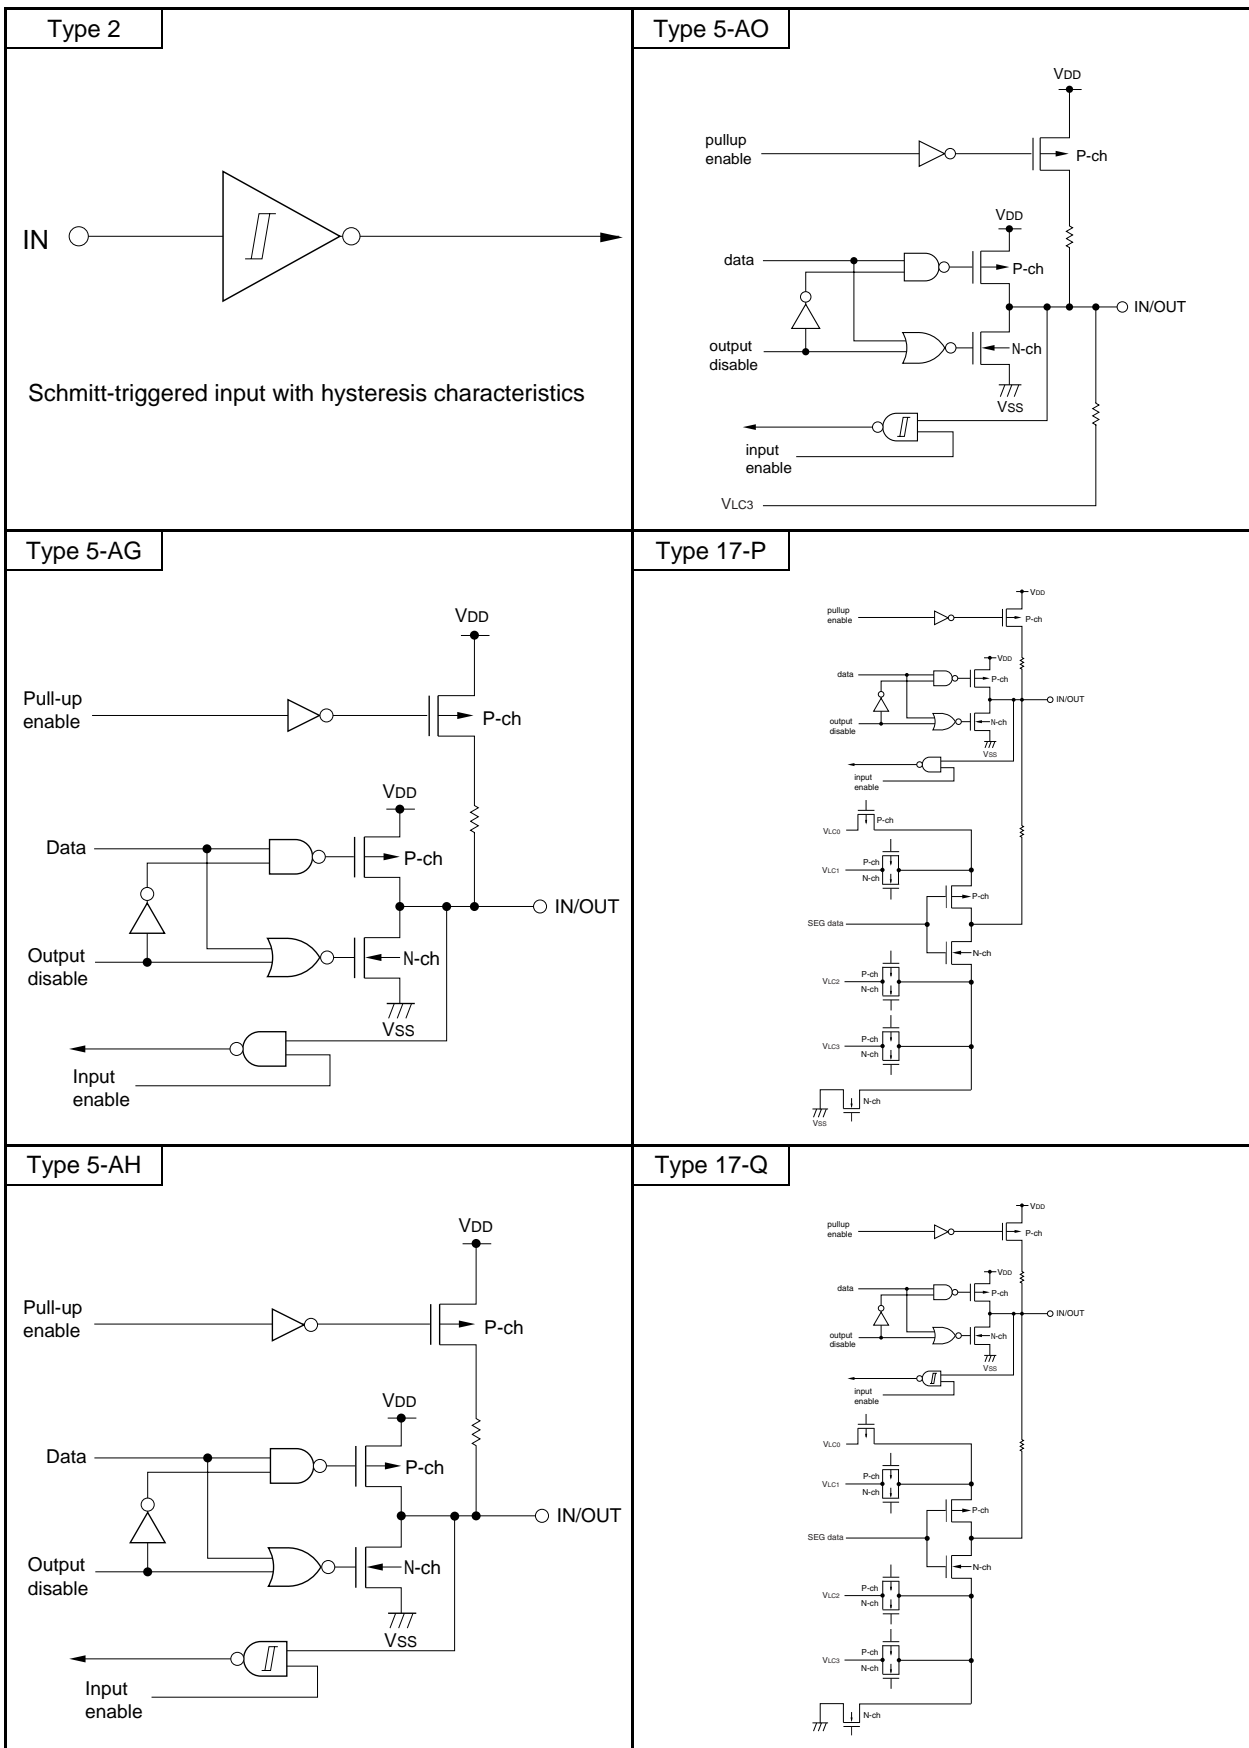 Type 2
IN
Schmitt-triggered input with hysteresis characteristics
Type 5-AO
VDD
pullup
enable
P-ch
VDD
data
P-ch
IN/OUT
output
disable
N-ch
VSS
input
enable
VLC3
Type 5-AG
VDD
Pull-up
enable
P-ch
VDD
Data
P-ch
IN/OUT
Output
disable
N-ch
VSS
Input
enable
Type 17-P
VDD
pullup
enable
P-ch
VDD
data
P-ch
IN/OUT
output
disable
N-ch
VSS
input
enable
P-ch
VLC0
P-ch
VLC1
N-ch
P-ch
SEG data
N-ch
P-ch
VLC2
N-ch
P-ch
VLC3
N-ch
N-ch
VSS
Type 5-AH
VDD
Pull-up
enable
P-ch
VDD
Data
P-ch
IN/OUT
Output
disable
N-ch
VSS
Input
enable
Type 17-Q
VDD
pullup
enable
P-ch
VDD
data
P-ch
IN/OUT
output
disable
N-ch
VSS
input
enable
VLC0
P-ch
VLC1
N-ch
P-ch
SEG data
N-ch
P-ch
VLC2
N-ch
P-ch
VLC3
N-ch
N-ch